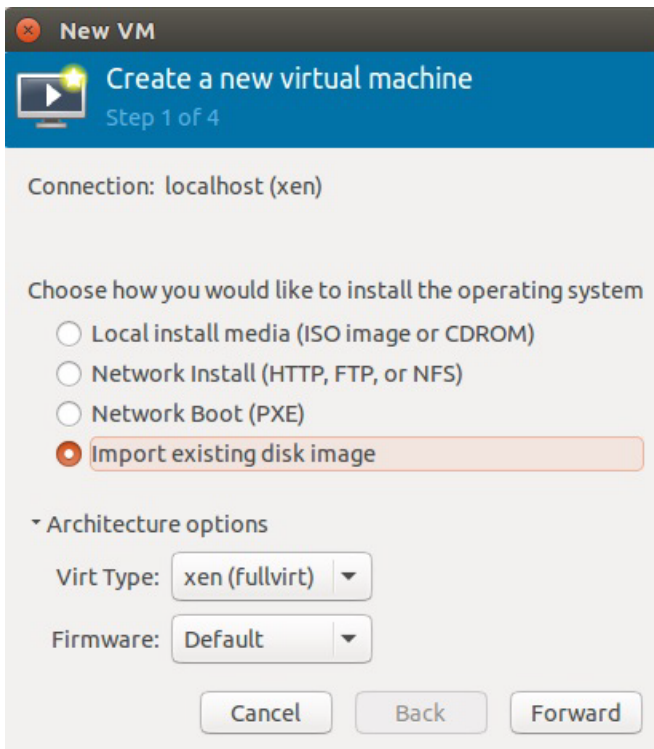 New VM
Create a new virtual machine
Step 1 of 4
Connection: localhost (xen)
Choose how you would like to install the operating system
Local install media (ISO image or CDROM)
Network Install (HTTP, FTP, or NFS)
Network Boot (PXE)
Import existing disk image
Architecture options
Virt Type: xen (fullvirt)
Firmware: Default
Cancel Back Forward